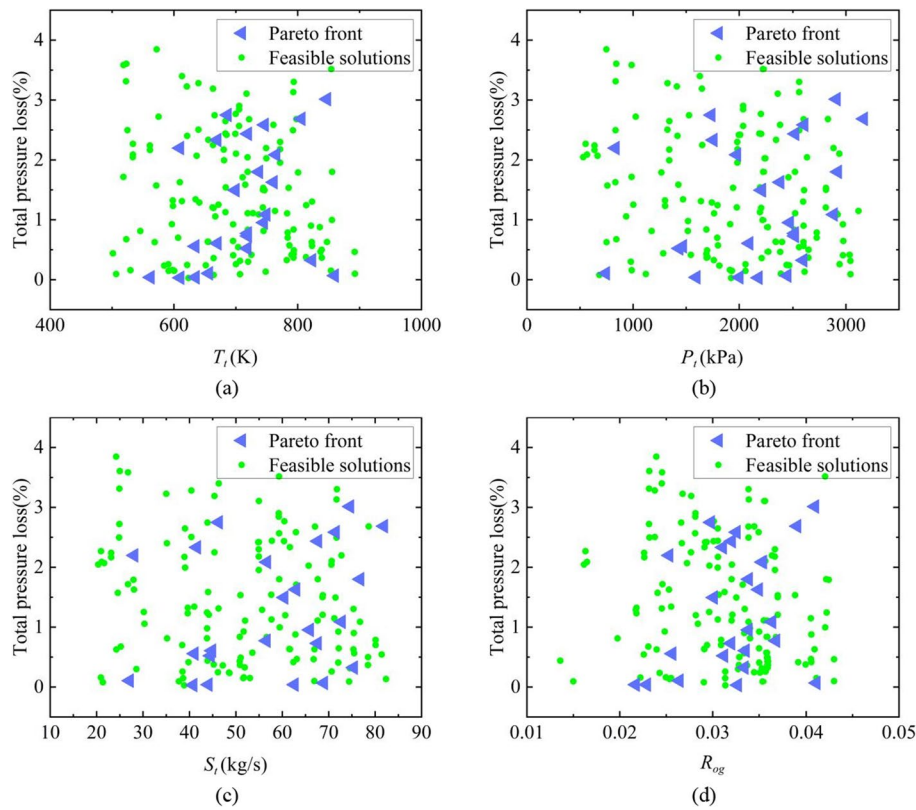 Pareto front
Feasible solutions
Total pressure loss(%)
4
3
2
1
0
400 600 800 1000
T_t (K)
(a)
Pareto front
Feasible solutions
Total pressure loss(%)
4
3
2
1
0
0 1000 2000 3000
P_t (kPa)
(b)
Pareto front
Feasible solutions
Total pressure loss(%)
4
3
2
1
0
10 20 30 40 50 60 70 80 90
S_t (kg/s)
(c)
Pareto front
Feasible solutions
Total pressure loss(%)
4
3
2
1
0
0.01 0.02 0.03 0.04 0.05
R_og
(d)